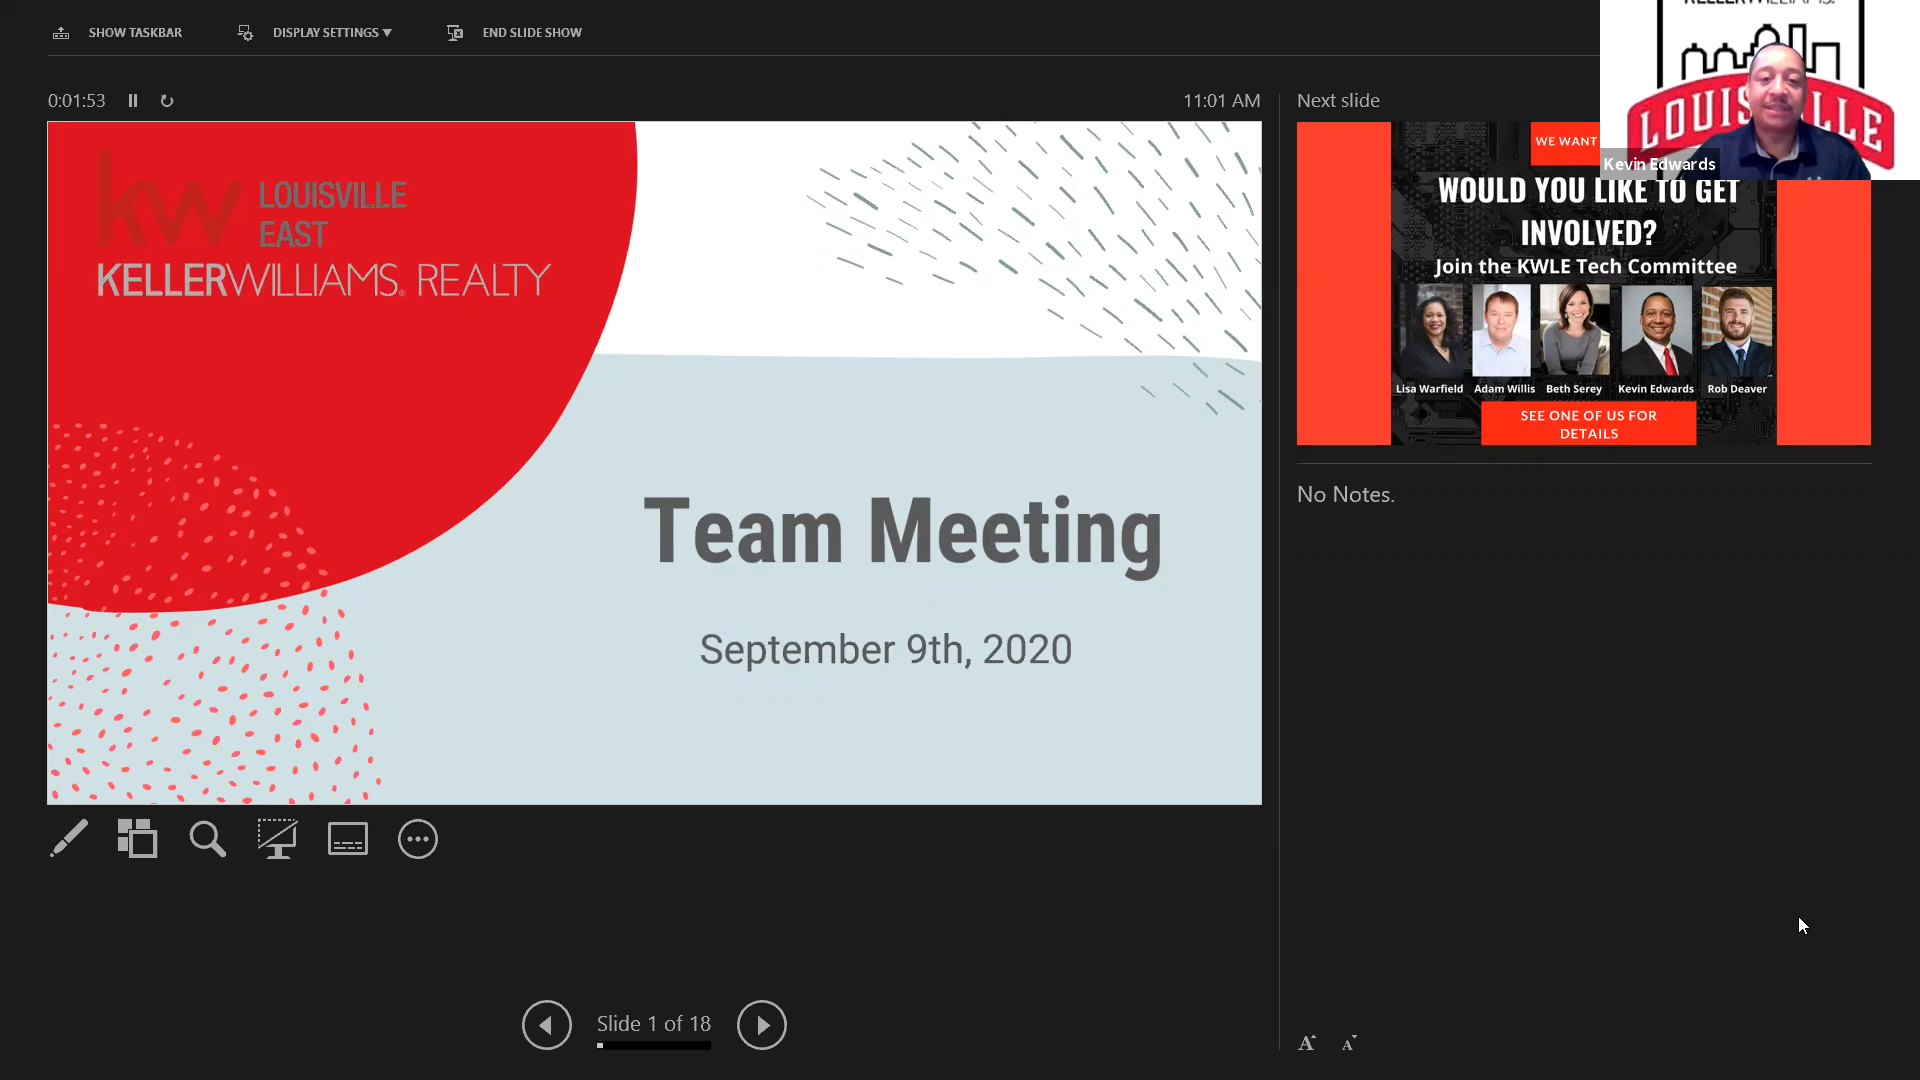 SHOW TASKBAR
DISPLAY SETTINGS ▼
END SLIDE SHOW
0:01:53
11:01 AM
kw LOUISVILLE
EAST
KELLERWILLIAMS. REALTY
Team Meeting
September 9th, 2020
Slide 1 of 18
Next slide
KELLERWILLIAMS.
LOUISVILLE
Kevin Edwards
WE WANT
WOULD YOU LIKE TO GET
INVOLVED?
Join the KWLE Tech Committee
Lisa Warfield Adam Willis Beth Serey Kevin Edwards Rob Deaver
SEE ONE OF US FOR
DETAILS
No Notes.
A A